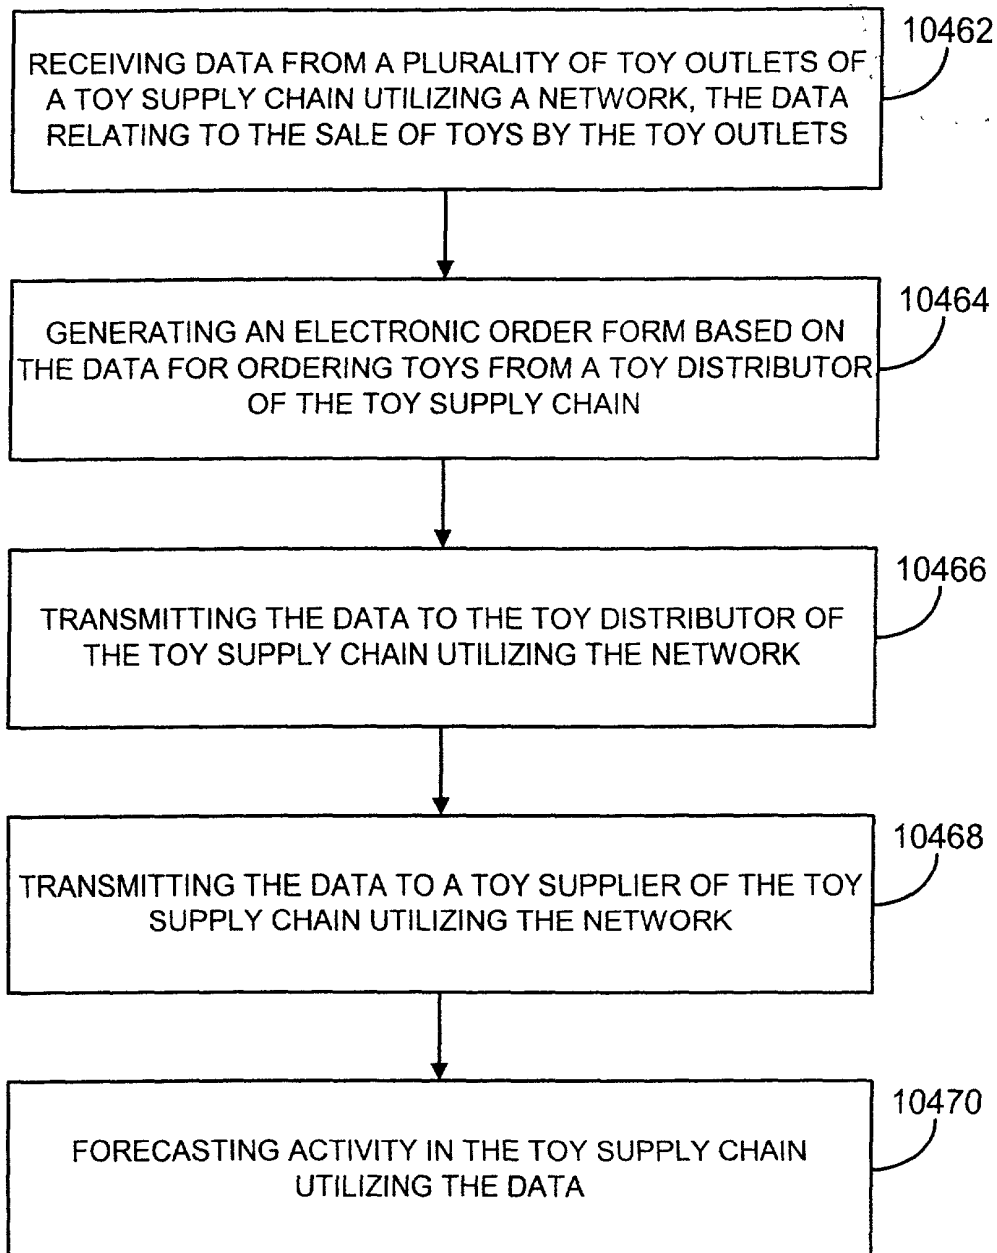 10462
RECEIVING DATA FROM A PLURALITY OF TOY OUTLETS OF
A TOY SUPPLY CHAIN UTILIZING A NETWORK, THE DATA
RELATING TO THE SALE OF TOYS BY THE TOY OUTLETS
10464
GENERATING AN ELECTRONIC ORDER FORM BASED ON
THE DATA FOR ORDERING TOYS FROM A TOY DISTRIBUTOR
OF THE TOY SUPPLY CHAIN
10466
TRANSMITTING THE DATA TO THE TOY DISTRIBUTOR OF
THE TOY SUPPLY CHAIN UTILIZING THE NETWORK
10468
TRANSMITTING THE DATA TO A TOY SUPPLIER OF THE TOY
SUPPLY CHAIN UTILIZING THE NETWORK
10470
FORECASTING ACTIVITY IN THE TOY SUPPLY CHAIN
UTILIZING THE DATA